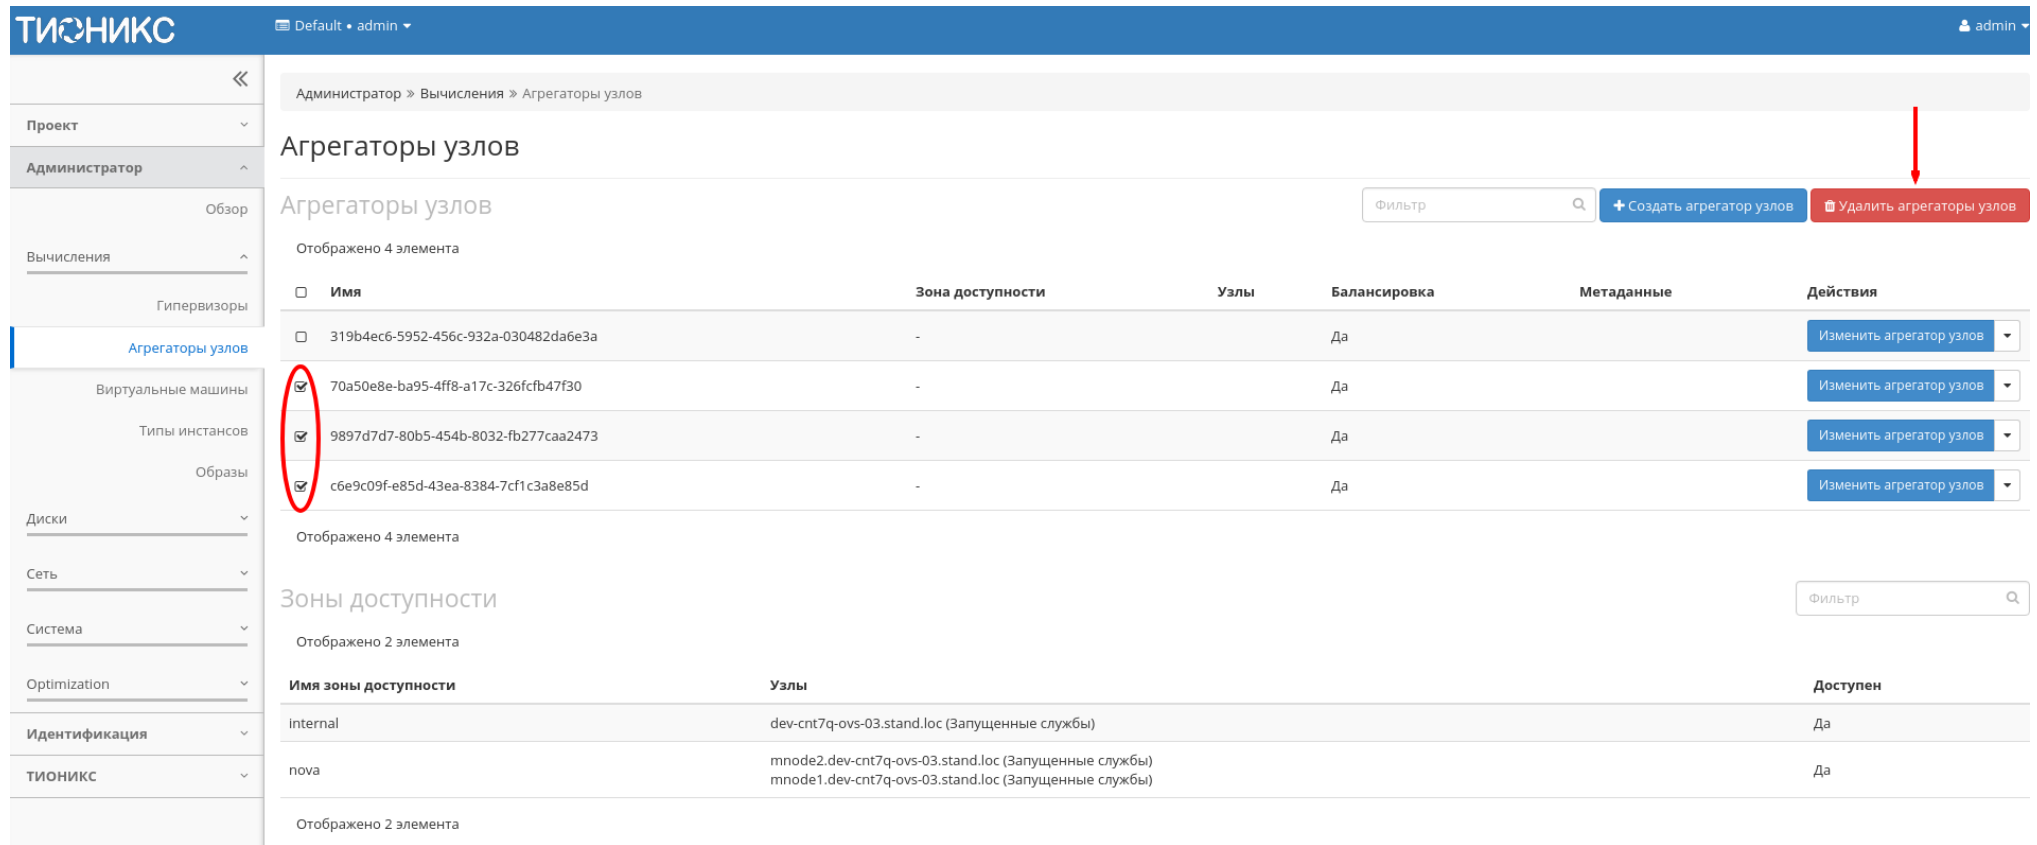 ТИОНИКС
Default • admin
admin
Проект
Администратор
Обзор
Вычисления
Гипервизоры
Агрегаторы узлов
Виртуальные машины
Типы инстансов
Образы
Диски
Сеть
Система
Optimization
Идентификация
ТИОНИКС
Администратор » Вычисления » Агрегаторы узлов
Агрегаторы узлов
Агрегаторы узлов
Фильтр
Создать агрегатор узлов
Удалить агрегаторы узлов
Отображено 4 элемента
Имя Зона доступности Узлы Балансировка Метаданные Действия
319b4ec6-5952-456c-932a-030482da6e3a - Да Изменить агрегатор узлов
70a50e8e-ba95-4ff8-a17c-326fcfb47f30 - Да Изменить агрегатор узлов
9897d7d7-80b5-454b-8032-fb277caa2473 - Да Изменить агрегатор узлов
c6e9c09f-e85d-43ea-8384-7cf1c3a8e85d - Да Изменить агрегатор узлов
Отображено 4 элемента
Зоны доступности
Фильтр
Отображено 2 элемента
Имя зоны доступности Узлы Доступен
internal dev-cnt7q-ovs-03.stand.loc (Запущенные службы) Да
nova mnode2.dev-cnt7q-ovs-03.stand.loc (Запущенные службы) Да
mnode1.dev-cnt7q-ovs-03.stand.loc (Запущенные службы)
Отображено 2 элемента